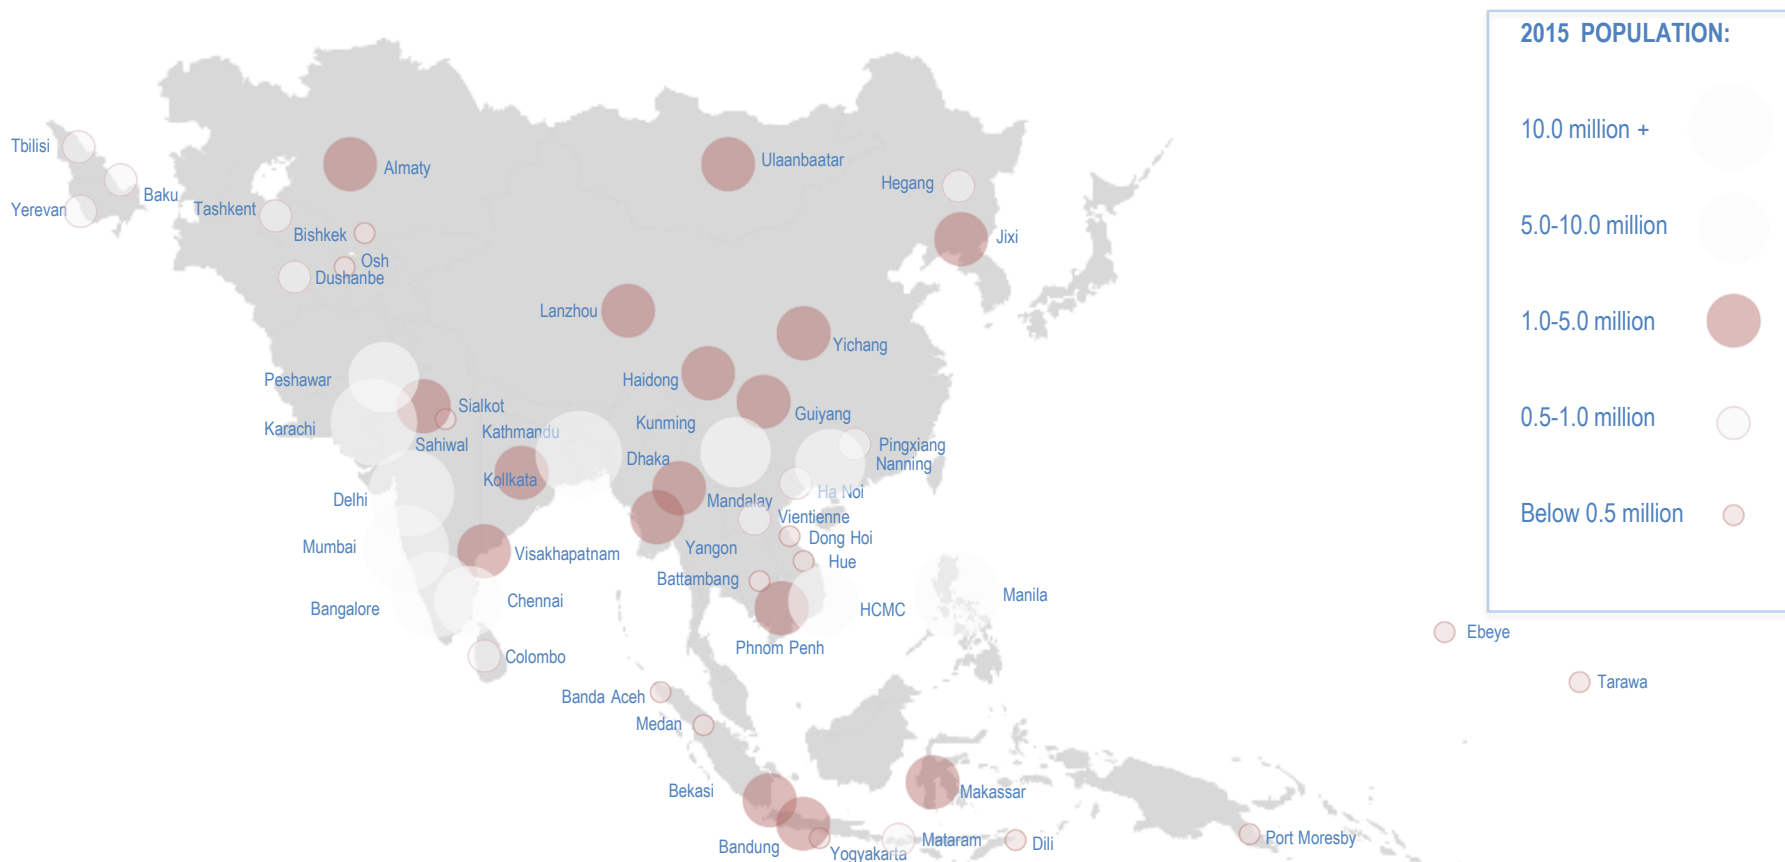 2015 POPULATION:
10.0 million +
5.0-10.0 million
1.0-5.0 million
0.5-1.0 million
Below 0.5 million
Tbilisi
Baku
Yerevan
Almaty
Ulaanbaatar
Hegang
Tashkent
Bishkek
Jixi
Osh
Dushanbe
Lanzhou
Yichang
Peshawar
Haidong
Sialkot
Guiyang
Karachi
Sahiwal
Kathmandu
Kunming
Pingxiang
Nanning
Dhaka
Kollkata
Delhi
Mandalay
Ha Noi
Vientienne
Dong Hoi
Mumbai
Visakhapatnam
Yangon
Hue
Battambang
Bangalore
Chennai
HCMC
Manila
Phnom Penh
Ebeye
Colombo
Tarawa
Banda Aceh
Medan
Bekasi
Makassar
Bandung
Yogyakarta
Mataram
Dili
Port Moresby